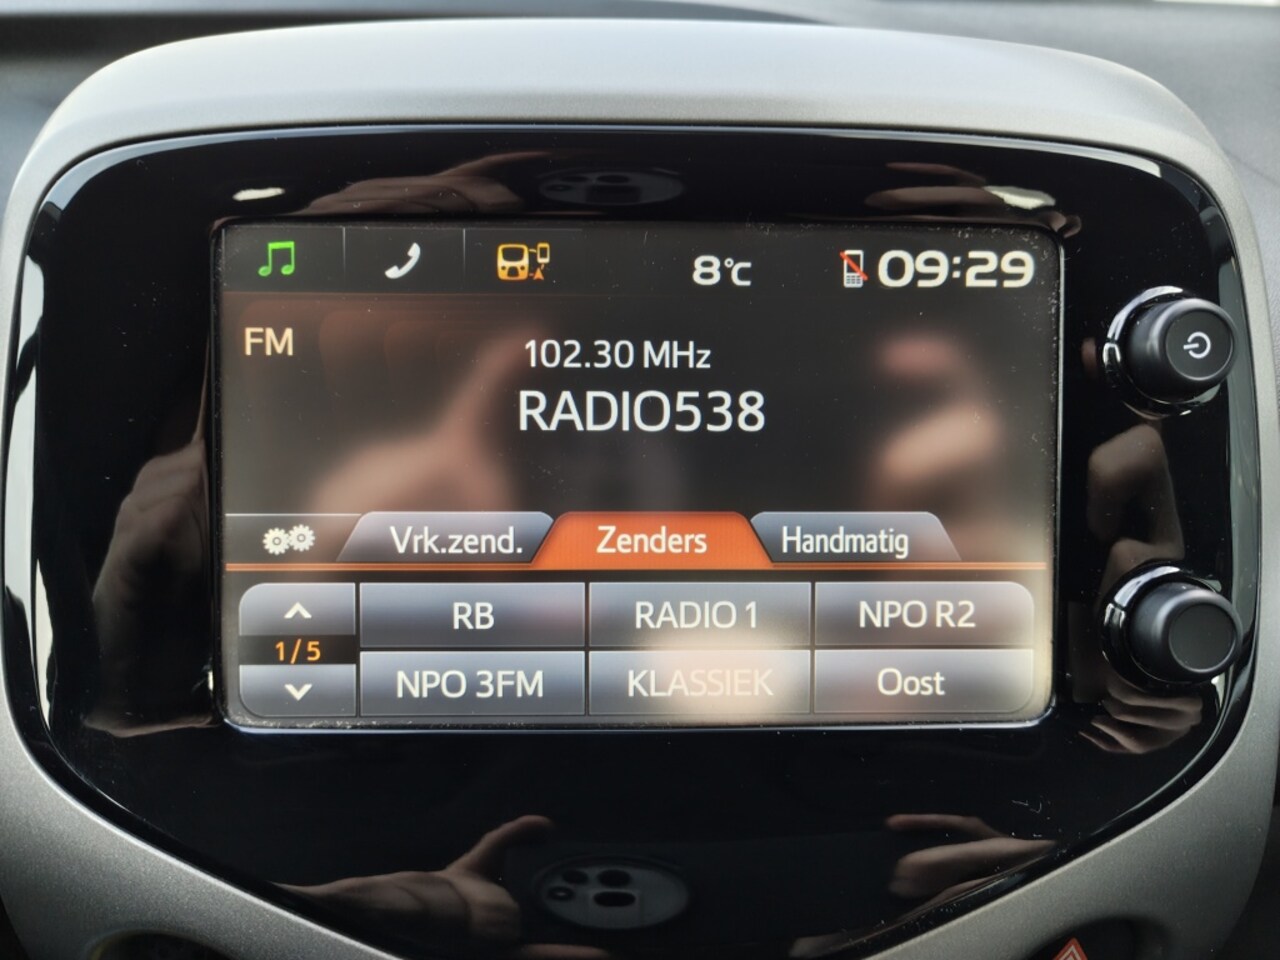 8°C 09:29
FM
102.30 MHz
RADIO538
Vrk.zend. Zenders Handmatig
RB RADIO 1 NPO R2
1/5
NPO 3FM KLASSIEK Oost